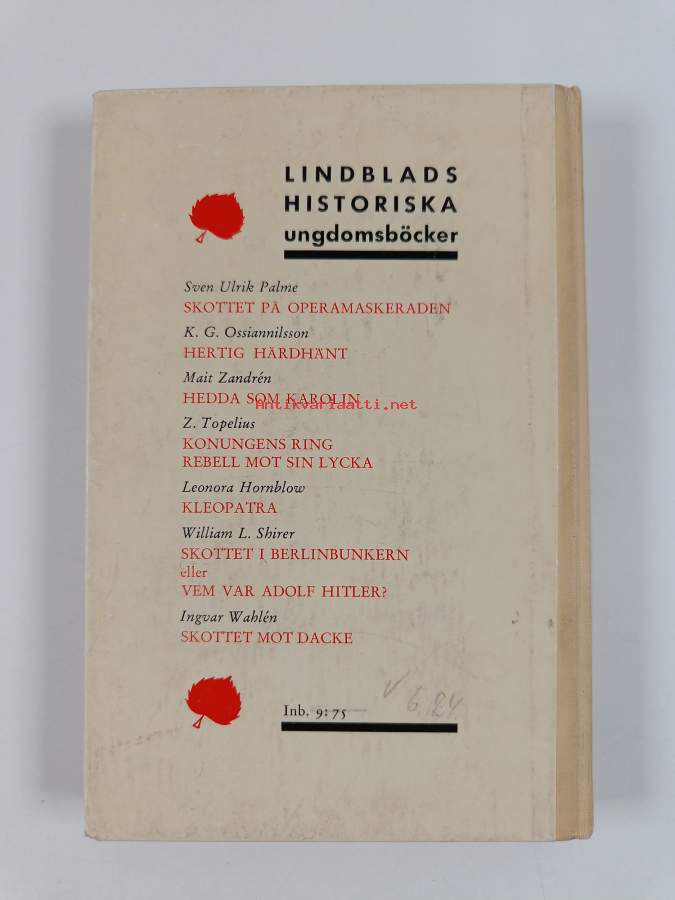 LINDBLADS
HISTORISKA
ungdomsböcker
Sven Ulrik Palme
SKOTTET PÅ OPERAMASKERADEN
K. G. Ossiannilsson
HERTIG HÅRDHÄNT
Mait Zandrén
HEDDA SOM KAROLIN
Antikvariaatti.net
Z. Topelius
KONUNGENS RING
REBELL MOT SIN LYCKA
Leonora Hornblow
KLEOPATRA
William L. Shirer
SKOTTET I BERLINBUNKERN
eller
VEM VAR ADOLF HITLER?
Ingvar Wahlén
SKOTTET MOT DACKE
Inb. 9:75